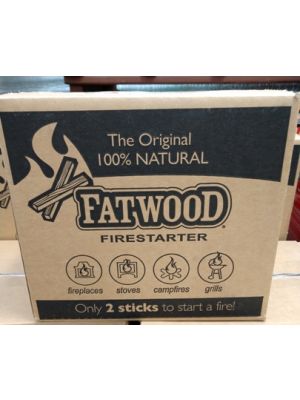 The Original
100% NATURAL
FATWOOD
FIRESTARTER
fireplaces stoves campfires grills
Only 2 sticks to start a fire!